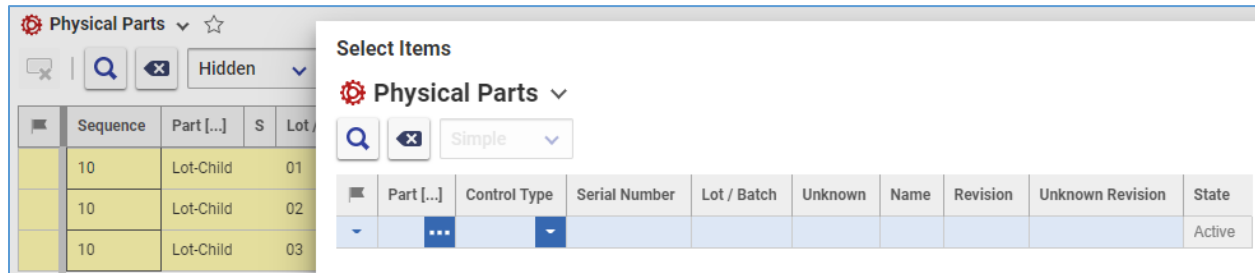 Physical Parts
Hidden
Sequence Part [...] S Lot /
10 Lot-Child 01
10 Lot-Child 02
10 Lot-Child 03
Select Items
Physical Parts
Simple
Part [...] Control Type Serial Number Lot / Batch Unknown Name Revision Unknown Revision State
Active